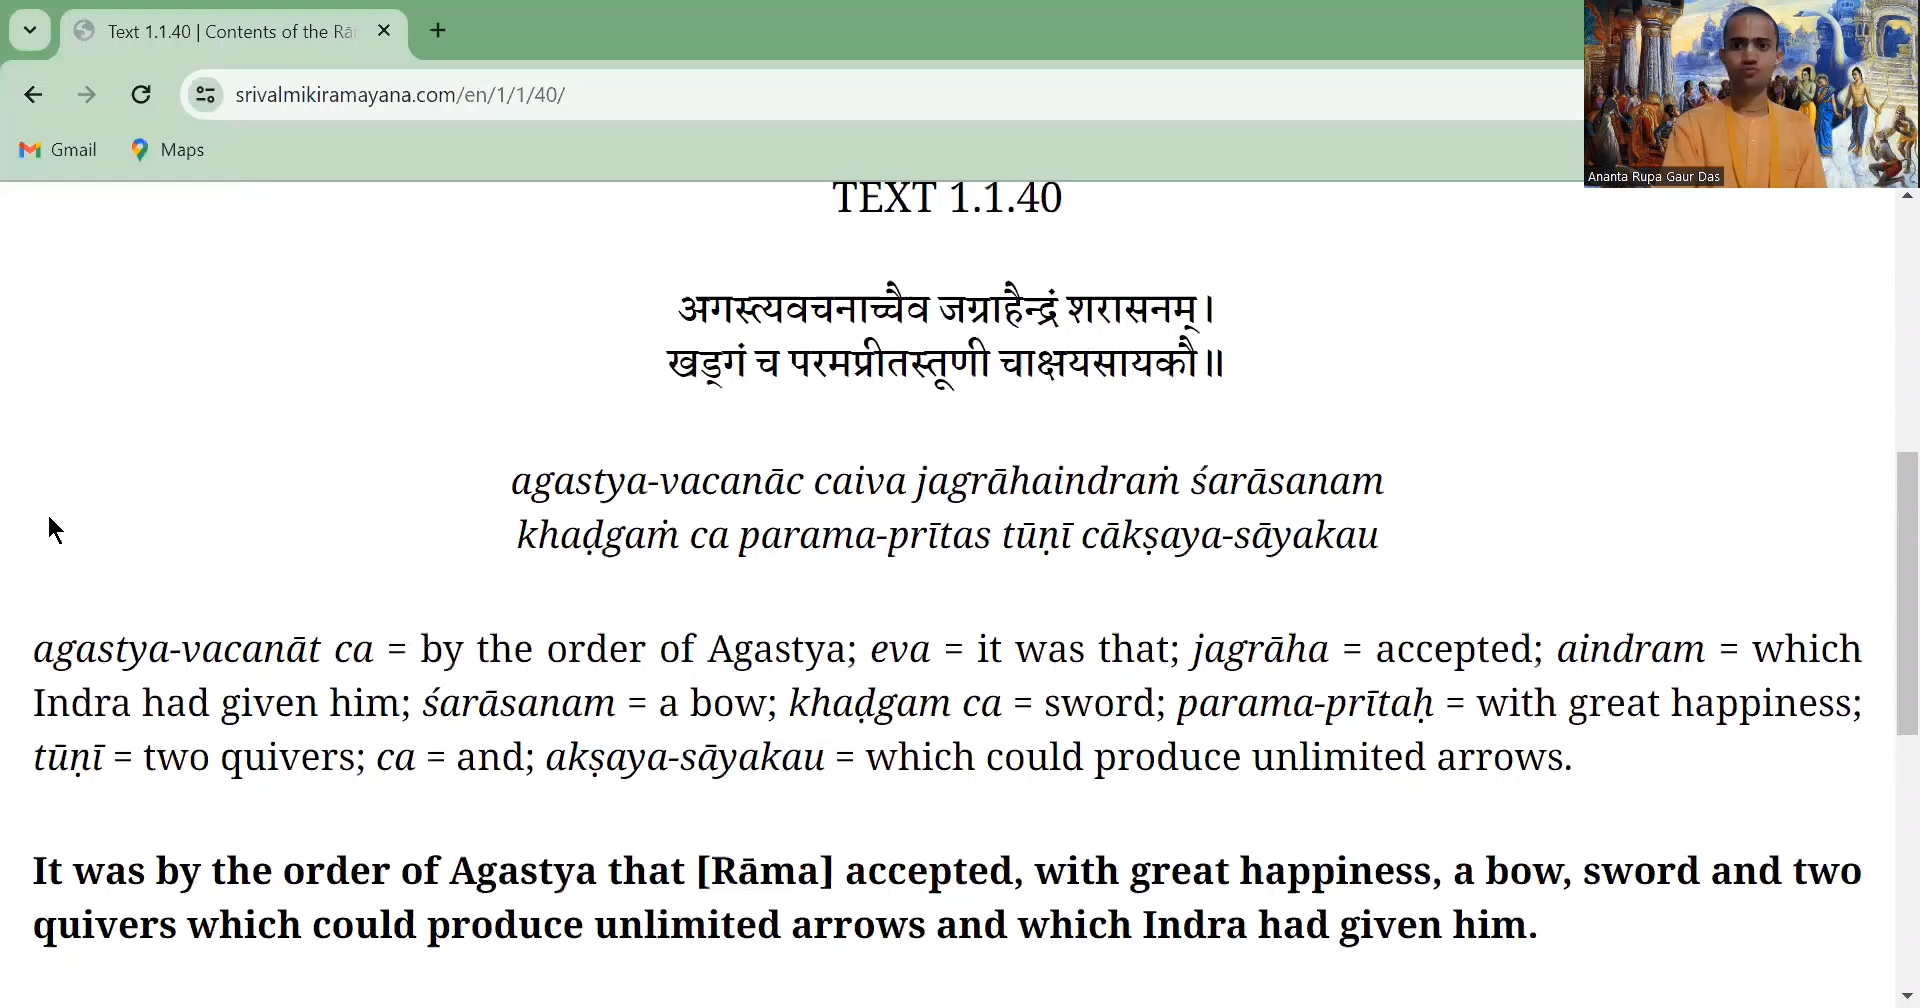 Text 1.1.40 | Contents of the Rā
srivalmikiramayana.com/en/1/1/40/
Gmail Maps
Ananta Rupa Gaur Das
TEXT 1.1.40
अगस्त्यवचनाच्चैव जग्राहैन्द्रं शरासनम्।
खड्गं च परमप्रीतस्तूणी चाक्षयसायकौ॥
agastya-vacanāc caiva jagrāhaindraṁ śarāsanam
khaḍgaṁ ca parama-prītas tūṇī cākṣaya-sāyakau
agastya-vacanāt ca = by the order of Agastya; eva = it was that; jagrāha = accepted; aindram = which
Indra had given him; śarāsanam = a bow; khaḍgam ca = sword; parama-prītaḥ = with great happiness;
tūṇī = two quivers; ca = and; akṣaya-sāyakau = which could produce unlimited arrows.
It was by the order of Agastya that [Rāma] accepted, with great happiness, a bow, sword and two
quivers which could produce unlimited arrows and which Indra had given him.